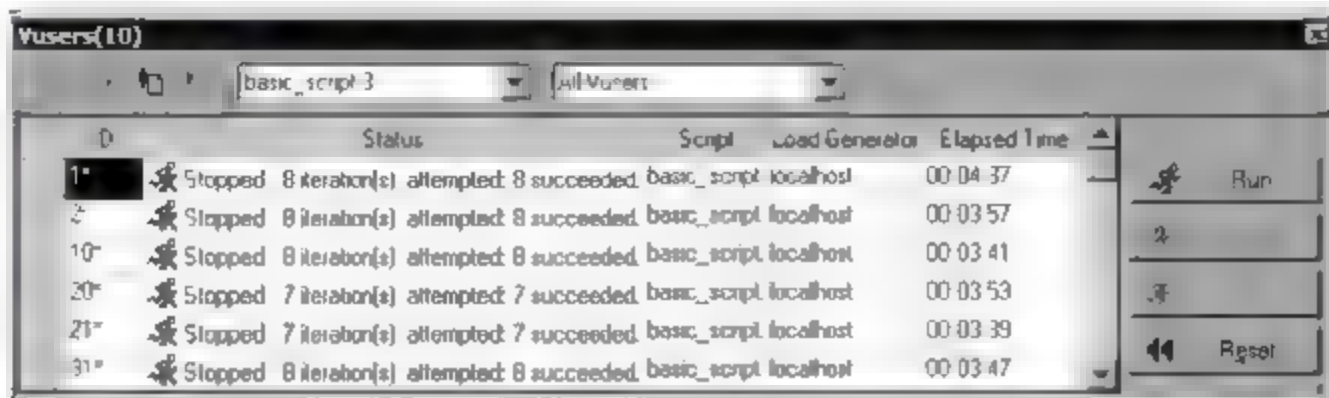 Vusers(10)
basic_script 3 All Vusers
ID Status Script Load Generator Elapsed Time
1* Stopped 8 iteration(s) attempted: 8 succeeded. basic_script localhost 00:04:37
2* Stopped 8 iteration(s) attempted: 8 succeeded. basic_script localhost 00:03:57
10* Stopped 8 iteration(s) attempted: 8 succeeded. basic_script localhost 00:03:41
20* Stopped 7 iteration(s) attempted: 7 succeeded. basic_script localhost 00:03:53
21* Stopped 7 iteration(s) attempted: 7 succeeded. basic_script localhost 00:03:39
31* Stopped 8 iteration(s) attempted: 8 succeeded. basic_script localhost 00:03:47
Run
Reset